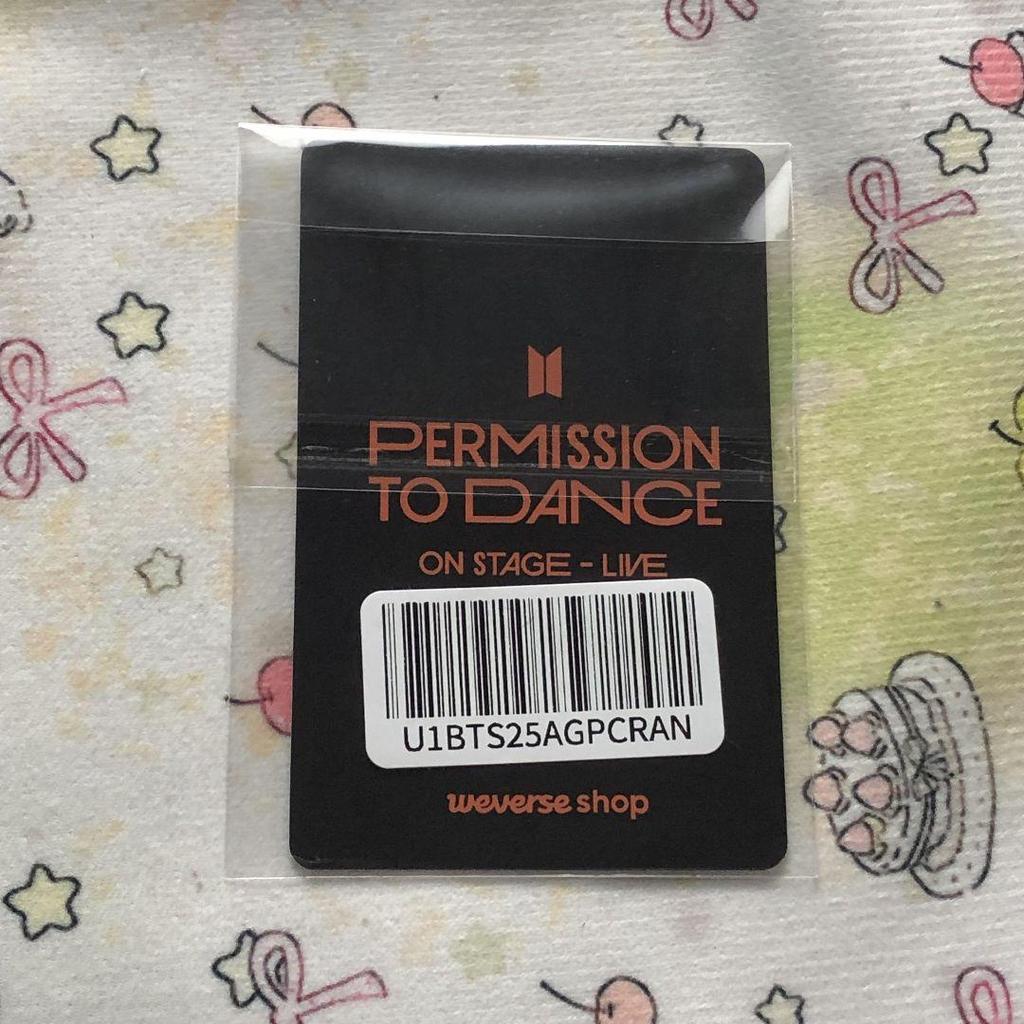 PERMISSION
TO DANCE
ON STAGE - LIVE
U1BTS25AGPCRAN
weverse shop